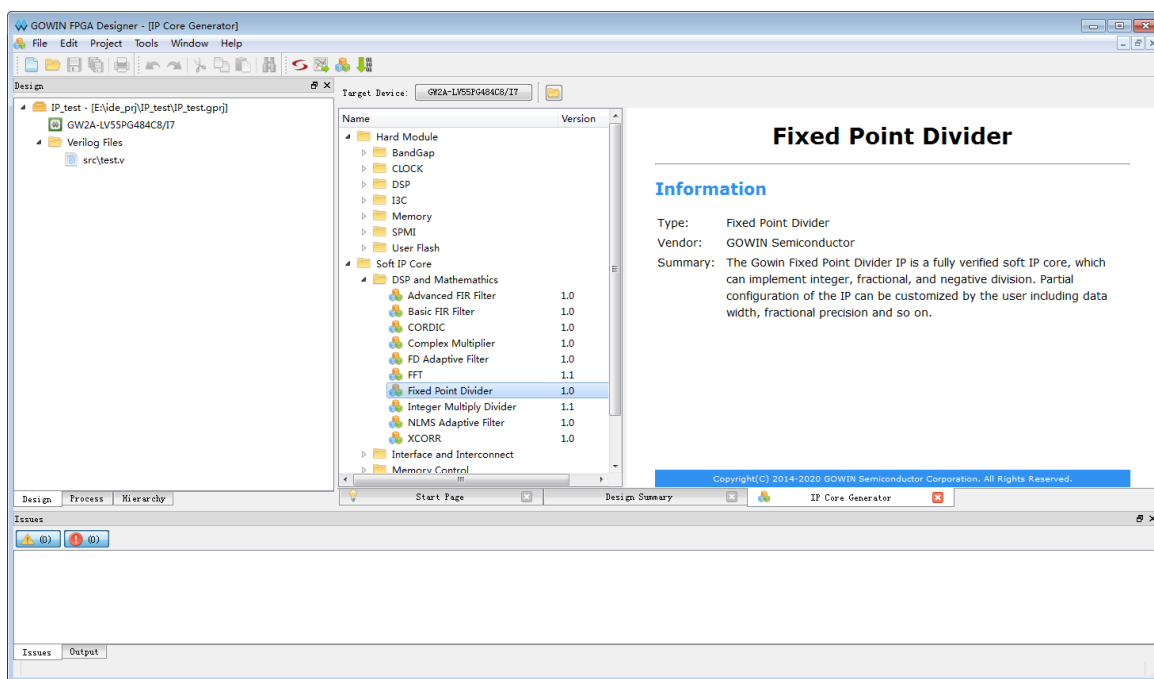 GOWIN FPGA Designer - [IP Core Generator]
File Edit Project Tools Window Help
Design
IP_test - [E:\ide_prj\IP_test\IP_test.gprj]
GW2A-LV55PG484C8/I7
Verilog Files
src\test.v
Design Process Hierarchy
Target Device: GW2A-LV55PG484C8/I7
Name Version
Hard Module
BandGap
CLOCK
DSP
I3C
Memory
SPMI
User Flash
Soft IP Core
DSP and Mathemathics
Advanced FIR Filter 1.0
Basic FIR Filter 1.0
CORDIC 1.0
Complex Multiplier 1.0
FD Adaptive Filter 1.0
FFT 1.1
Fixed Point Divider 1.0
Integer Multiply Divider 1.1
NLMS Adaptive Filter 1.0
XCORR 1.0
Interface and Interconnect
Memory Control
Fixed Point Divider
Information
Type: Fixed Point Divider
Vendor: GOWIN Semiconductor
Summary: The Gowin Fixed Point Divider IP is a fully verified soft IP core, which
can implement integer, fractional, and negative division. Partial
configuration of the IP can be customized by the user including data
width, fractional precision and so on.
Copyright(C) 2014-2020 GOWIN Semiconductor Corporation. All Rights Reserved.
Start Page Design Summary IP Core Generator
Issues
(0) (0)
Issues Output